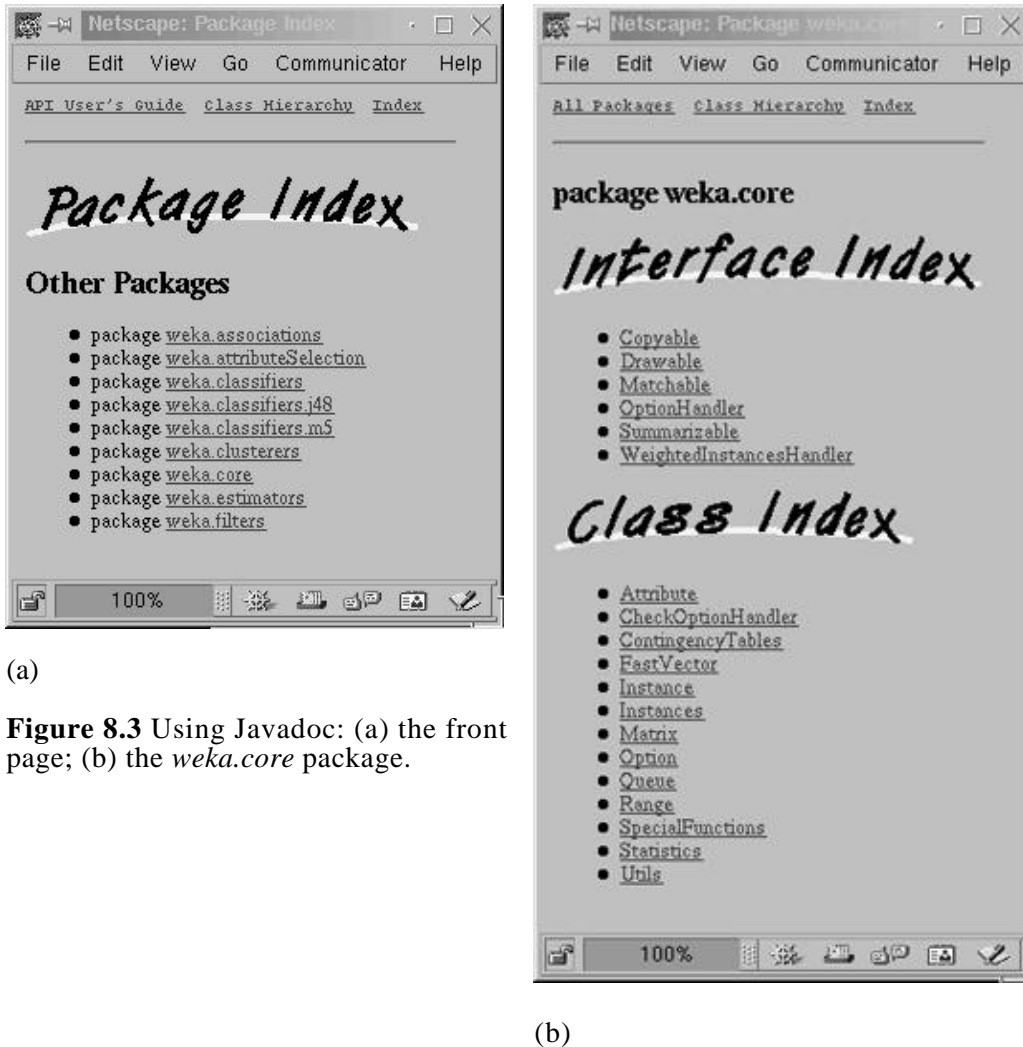 Netscape: Package Index
File Edit View Go Communicator Help
API User's Guide Class Hierarchy Index
Package Index
Other Packages
package weka.associations
package weka.attributeSelection
package weka.classifiers
package weka.classifiers.j48
package weka.classifiers.m5
package weka.clusterers
package weka.core
package weka.estimators
package weka.filters
100%
(a)
Figure 8.3 Using Javadoc: (a) the front
page; (b) the weka.core package.
Netscape: Package weka.co
File Edit View Go Communicator Help
All Packages Class Hierarchy Index
package weka.core
Interface Index
Copyable
Drawable
Matchable
OptionHandler
Summarizable
WeightedInstancesHandler
Class Index
Attribute
CheckOptionHandler
ContingencyTables
FastVector
Instance
Instances
Matrix
Option
Queue
Range
SpecialFunctions
Statistics
Utils
100%
(b)